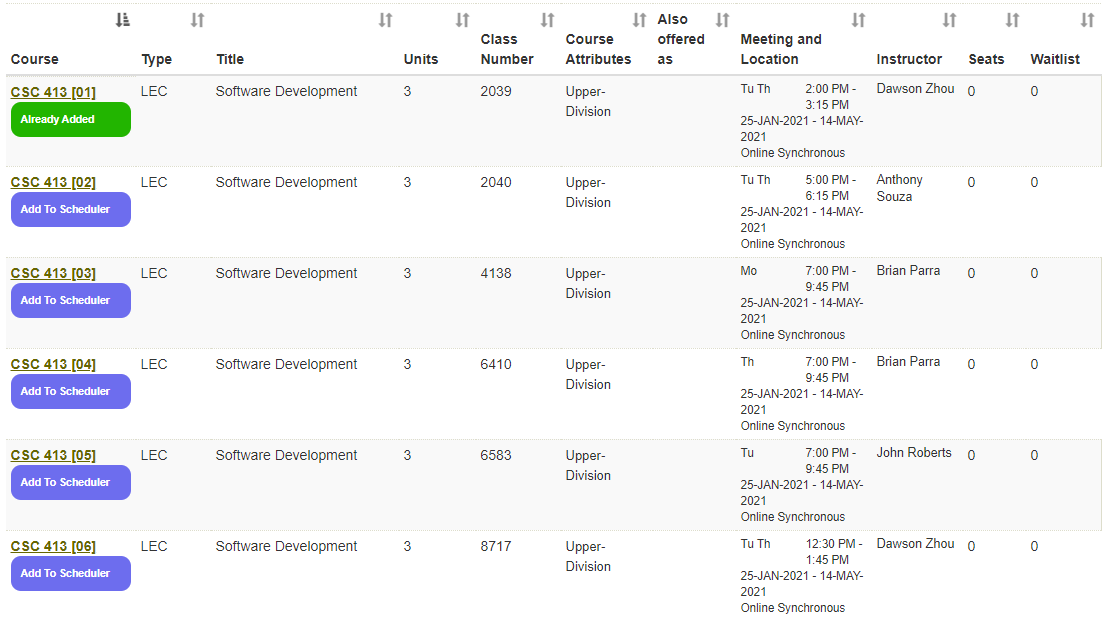 Course Type Title Units Class Number Course Attributes Also offered as Meeting and Location Instructor Seats Waitlist
CSC 413 [01] LEC Software Development 3 2039 Upper-Division Tu Th 2:00 PM - 3:15 PM Dawson Zhou 0 0
Already Added
25-JAN-2021 - 14-MAY-2021
Online Synchronous
CSC 413 [02] LEC Software Development 3 2040 Upper-Division Tu Th 5:00 PM - 6:15 PM Anthony Souza 0 0
Add To Scheduler
25-JAN-2021 - 14-MAY-2021
Online Synchronous
CSC 413 [03] LEC Software Development 3 4138 Upper-Division Mo 7:00 PM - 9:45 PM Brian Parra 0 0
Add To Scheduler
25-JAN-2021 - 14-MAY-2021
Online Synchronous
CSC 413 [04] LEC Software Development 3 6410 Upper-Division Th 7:00 PM - 9:45 PM Brian Parra 0 0
Add To Scheduler
25-JAN-2021 - 14-MAY-2021
Online Synchronous
CSC 413 [05] LEC Software Development 3 6583 Upper-Division Tu 7:00 PM - 9:45 PM John Roberts 0 0
Add To Scheduler
25-JAN-2021 - 14-MAY-2021
Online Synchronous
CSC 413 [06] LEC Software Development 3 8717 Upper-Division Tu Th 12:30 PM - 1:45 PM Dawson Zhou 0 0
Add To Scheduler
25-JAN-2021 - 14-MAY-2021
Online Synchronous